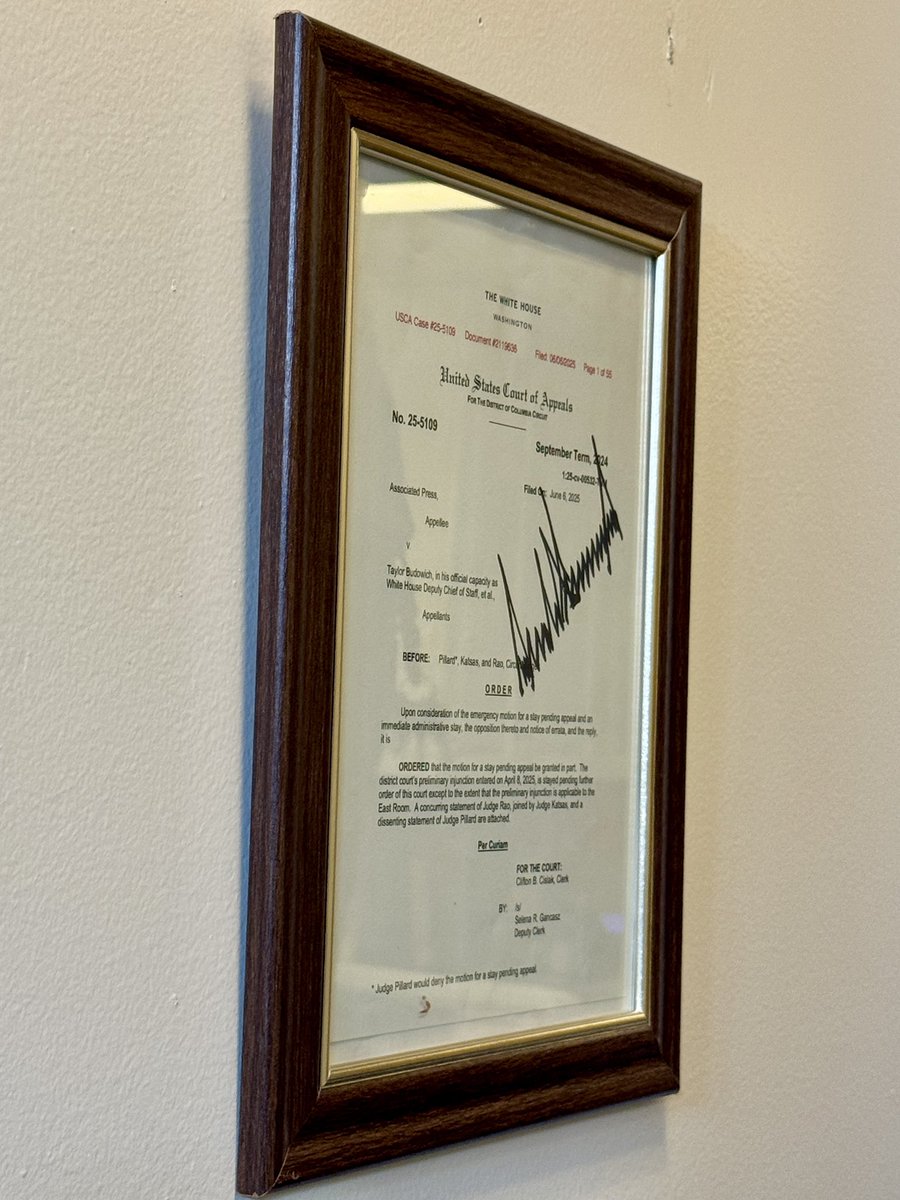 THE WHITE HOUSE
WASHINGTON
USCA Case #25-5109 Document #2119636 Filed: 06/06/2025 Page 1 of 55
United States Court of Appeals
FOR THE DISTRICT OF COLUMBIA CIRCUIT
No. 25-5109
September Term, 2024
1:25-cv-00532-
Filed On: June 6, 2025
Associated Press,
Appellee
v
Taylor Budowich, in his official capacity as
White House Deputy Chief of Staff, et al.,
Appellants
BEFORE: Pillard*, Katsas, and Rao,
ORDER
Upon consideration of the emergency motion for a stay pending appeal and an
immediate administrative stay, the opposition thereto and notice of errata, and the reply,
it is
ORDERED that the motion for a stay pending appeal be granted in part. The
district court's preliminary injunction entered on April 8, 2025, is stayed pending further
order of this court except to the extent that the preliminary injunction is applicable to the
East Room. A concurring statement of Judge Rao, joined by Judge Katsas, and a
dissenting statement of Judge Pillard are attached.
Per Curiam
FOR THE COURT:
Clifton B. Cislak, Clerk
BY: /s/
Selena R. Gancasz
Deputy Clerk
* Judge Pillard would deny the motion for a stay pending appeal.